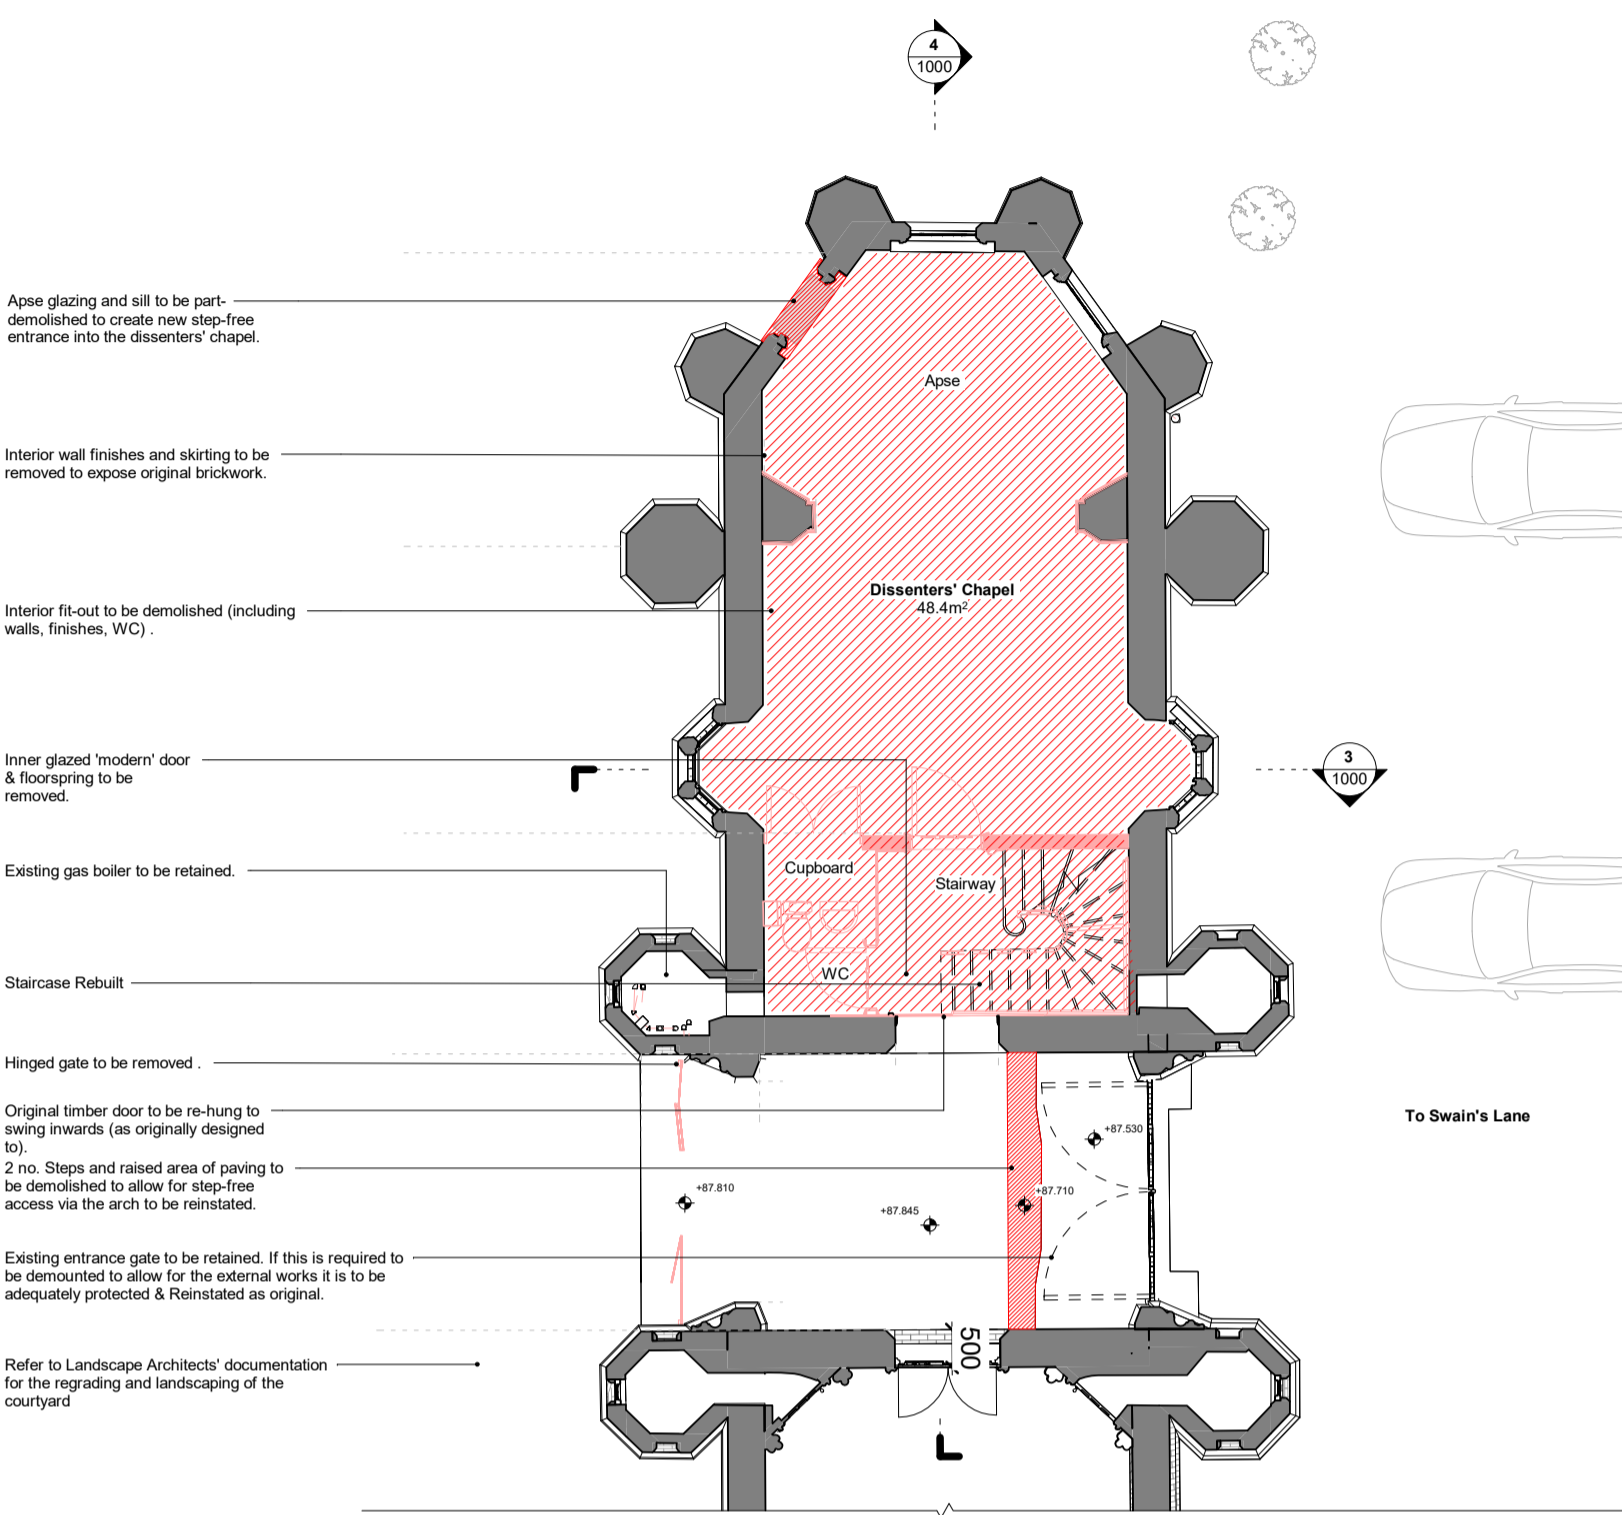 4
1000
Apse glazing and sill to be part-
demolished to create new step-free
entrance into the dissenters' chapel.
Apse
Interior wall finishes and skirting to be
removed to expose original brickwork.
Dissenters' Chapel
48.4m²
Interior fit-out to be demolished (including
walls, finishes, WC) .
Inner glazed 'modern' door
& floorspring to be
removed.
3
1000
Existing gas boiler to be retained.
Cupboard
Stairway
WC
Staircase Rebuilt
Hinged gate to be removed .
Original timber door to be re-hung to
swing inwards (as originally designed
to).
To Swain's Lane
+87.530
2 no. Steps and raised area of paving to
be demolished to allow for step-free
access via the arch to be reinstated.
+87.810
+87.710
+87.845
Existing entrance gate to be retained. If this is required to
be demounted to allow for the external works it is to be
adequately protected & Reinstated as original.
500
Refer to Landscape Architects' documentation
for the regrading and landscaping of the
courtyard